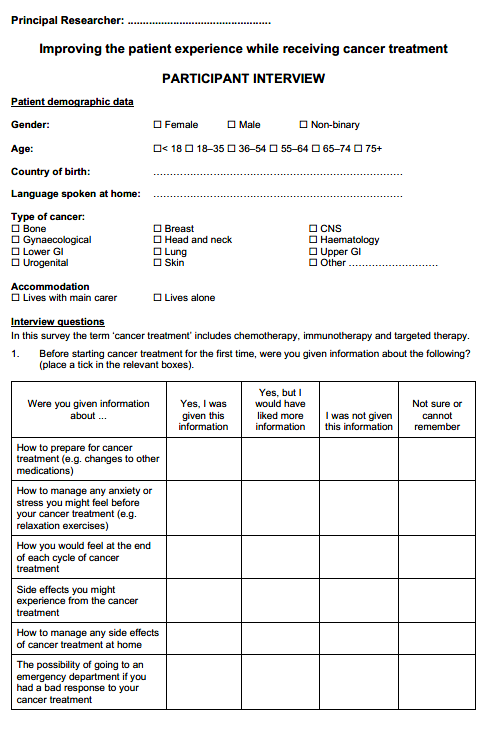 Principal Researcher: ................................................
Improving the patient experience while receiving cancer treatment
PARTICIPANT INTERVIEW
Patient demographic data
Gender: ☐ Female ☐ Male ☐ Non-binary
Age: ☐< 18 ☐ 18–35 ☐ 36–54 ☐ 55–64 ☐ 65–74 ☐ 75+
Country of birth: ……………………………………………………………………
Language spoken at home: ……………………………………………………………………
Type of cancer:
☐ Bone ☐ Breast ☐ CNS
☐ Gynaecological ☐ Head and neck ☐ Haematology
☐ Lower GI ☐ Lung ☐ Upper GI
☐ Urogenital ☐ Skin ☐ Other ………………………
Accommodation
☐ Lives with main carer ☐ Lives alone
Interview questions
In this survey the term ‘cancer treatment’ includes chemotherapy, immunotherapy and targeted therapy.
1. Before starting cancer treatment for the first time, were you given information about the following?
(place a tick in the relevant boxes).
Were you given information
about ...
Yes, I was
given this
information
Yes, but I
would have
liked more
information
I was not given
this information
Not sure or
cannot
remember
How to prepare for cancer
treatment (e.g. changes to other
medications)
How to manage any anxiety or
stress you might feel before
your cancer treatment (e.g.
relaxation exercises)
How you would feel at the end
of each cycle of cancer
treatment
Side effects you might
experience from the cancer
treatment
How to manage any side effects
of cancer treatment at home
The possibility of going to an
emergency department if you
had a bad response to your
cancer treatment